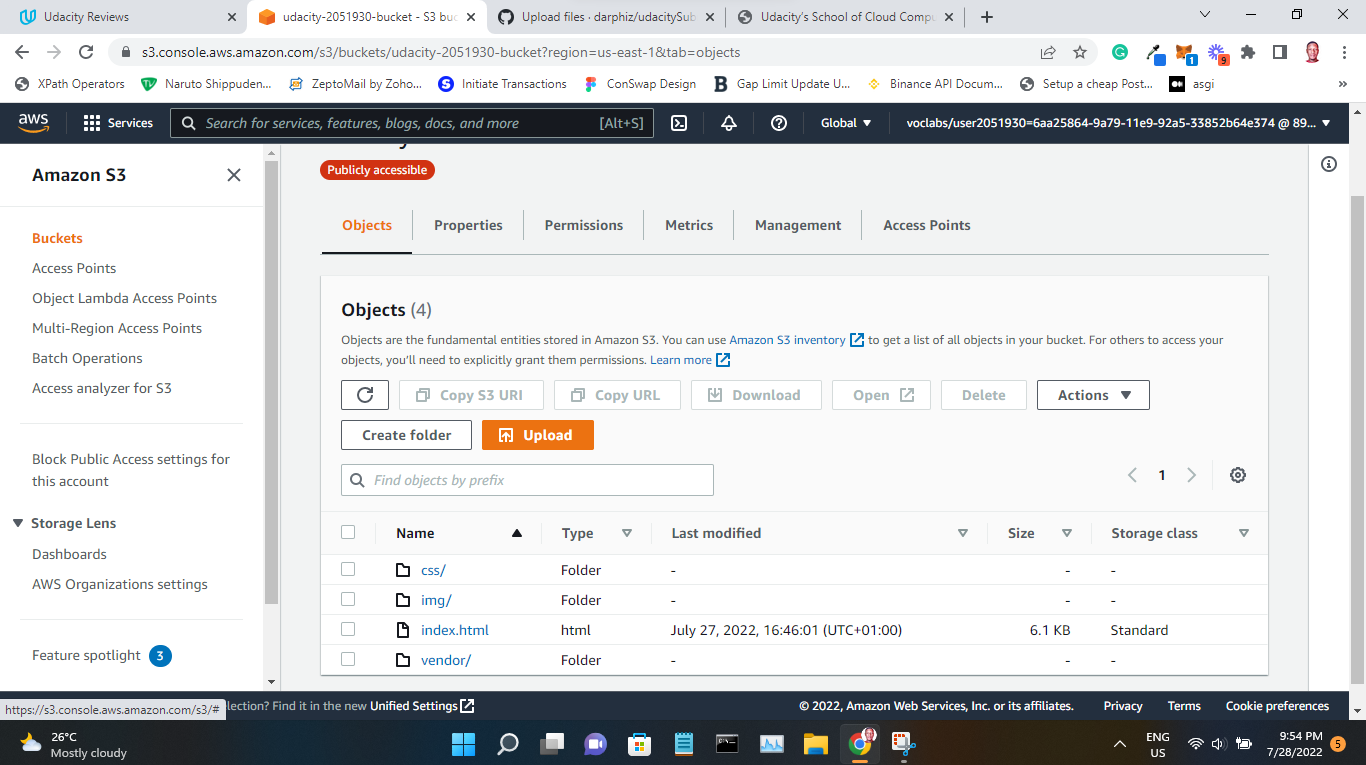 Udacity Reviews
udacity-2051930-bucket - S3 buc
Upload files · darphiz/udacitySub
Udacity's School of Cloud Compu
s3.console.aws.amazon.com/s3/buckets/udacity-2051930-bucket?region=us-east-1&tab=objects
1
9
XPath Operators
Naruto Shippuden...
ZeptoMail by Zoho...
Initiate Transactions
ConSwap Design
Gap Limit Update U...
Binance API Docum...
Setup a cheap Post...
asgi
»
aws
Services
Search for services, features, blogs, docs, and more
[Alt+S]
Global
voclabs/user2051930=6aa25864-9a79-11e9-92a5-33852b64e374 @ 89...
Amazon S3
Buckets
Access Points
Object Lambda Access Points
Multi-Region Access Points
Batch Operations
Access analyzer for S3
Block Public Access settings for
this account
Storage Lens
Dashboards
AWS Organizations settings
Feature spotlight 3
Publicly accessible
Objects
Properties
Permissions
Metrics
Management
Access Points
Objects (4)
Objects are the fundamental entities stored in Amazon S3. You can use Amazon S3 inventory to get a list of all objects in your bucket. For others to access your
objects, you'll need to explicitly grant them permissions. Learn more
Copy S3 URI
Copy URL
Download
Open
Delete
Actions
Create folder
Upload
Find objects by prefix
1
Name Type Last modified Size Storage class
css/ Folder - - -
img/ Folder - - -
index.html html July 27, 2022, 16:46:01 (UTC+01:00) 6.1 KB Standard
vendor/ Folder - - -
https://s3.console.aws.amazon.com/s3/#
lection? Find it in the new Unified Settings
© 2022, Amazon Web Services, Inc. or its affiliates.
Privacy
Terms
Cookie preferences
26°C
Mostly cloudy
ENG
US
9:54 PM
7/28/2022
5